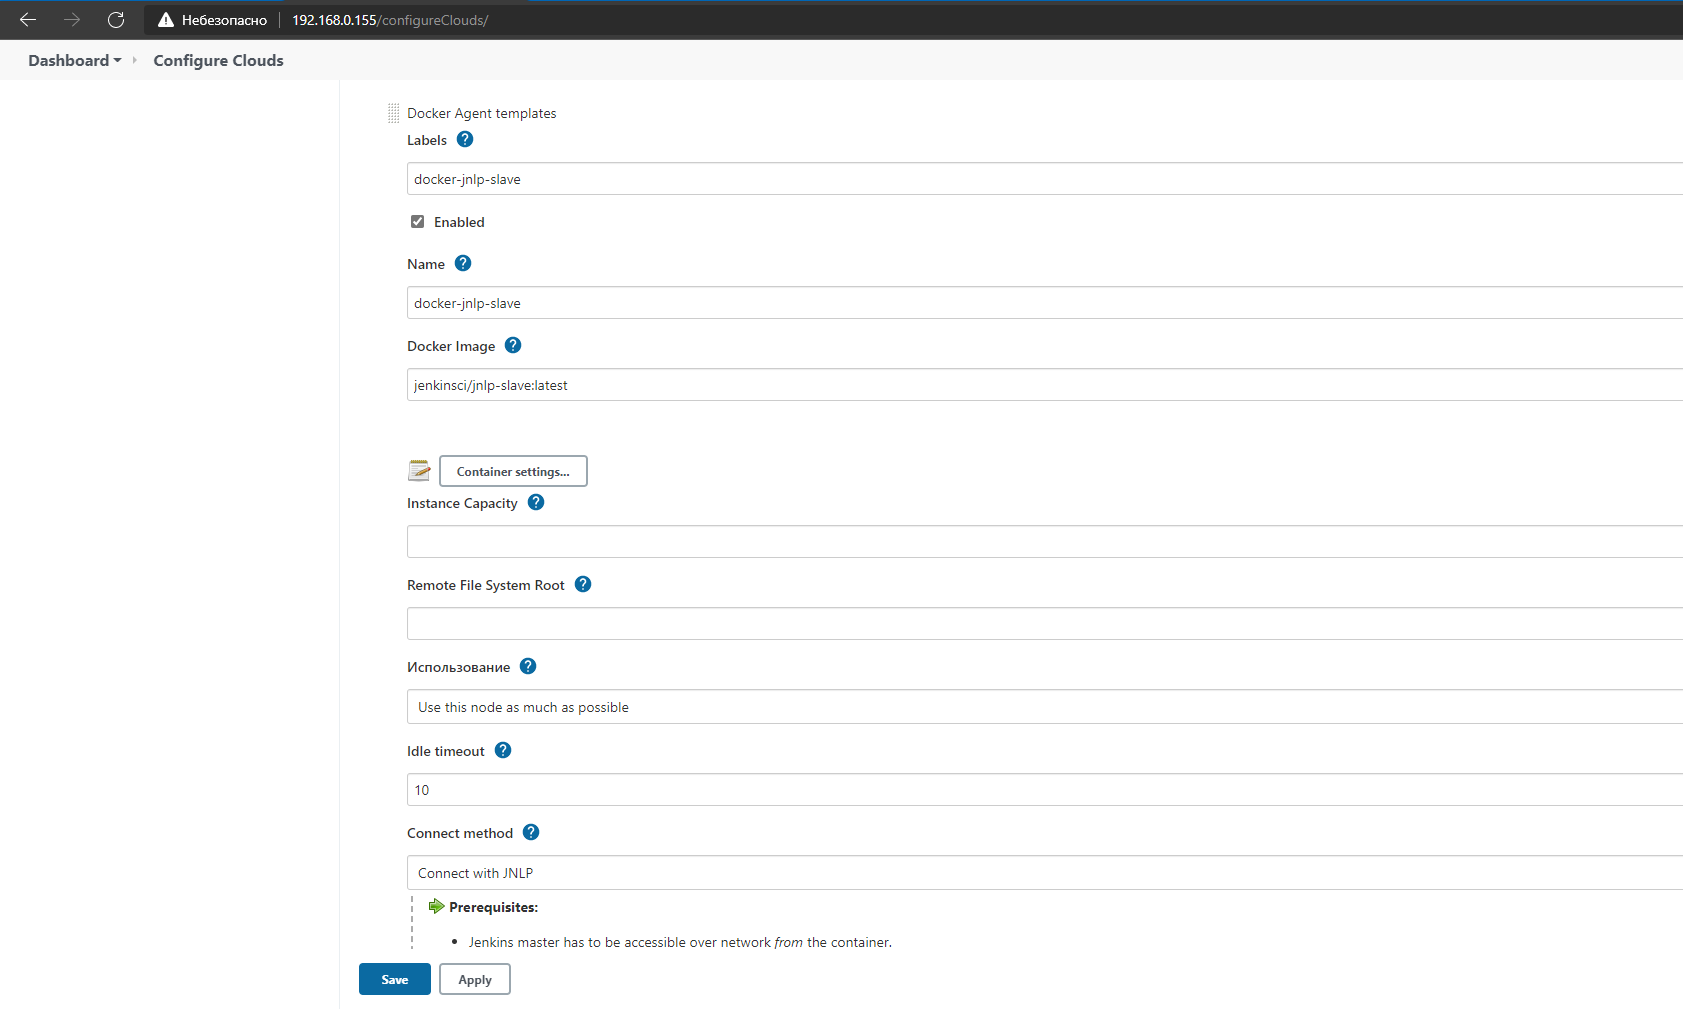 Небезопасно 192.168.0.155/configureClouds/
Dashboard Configure Clouds
Docker Agent templates
Labels ?
docker-jnlp-slave
Enabled
Name ?
docker-jnlp-slave
Docker Image ?
jenkinsci/jnlp-slave:latest
Container settings...
Instance Capacity ?
Remote File System Root ?
Использование ?
Use this node as much as possible
Idle timeout ?
10
Connect method ?
Connect with JNLP
Prerequisites:
• Jenkins master has to be accessible over network from the container.
Save Apply